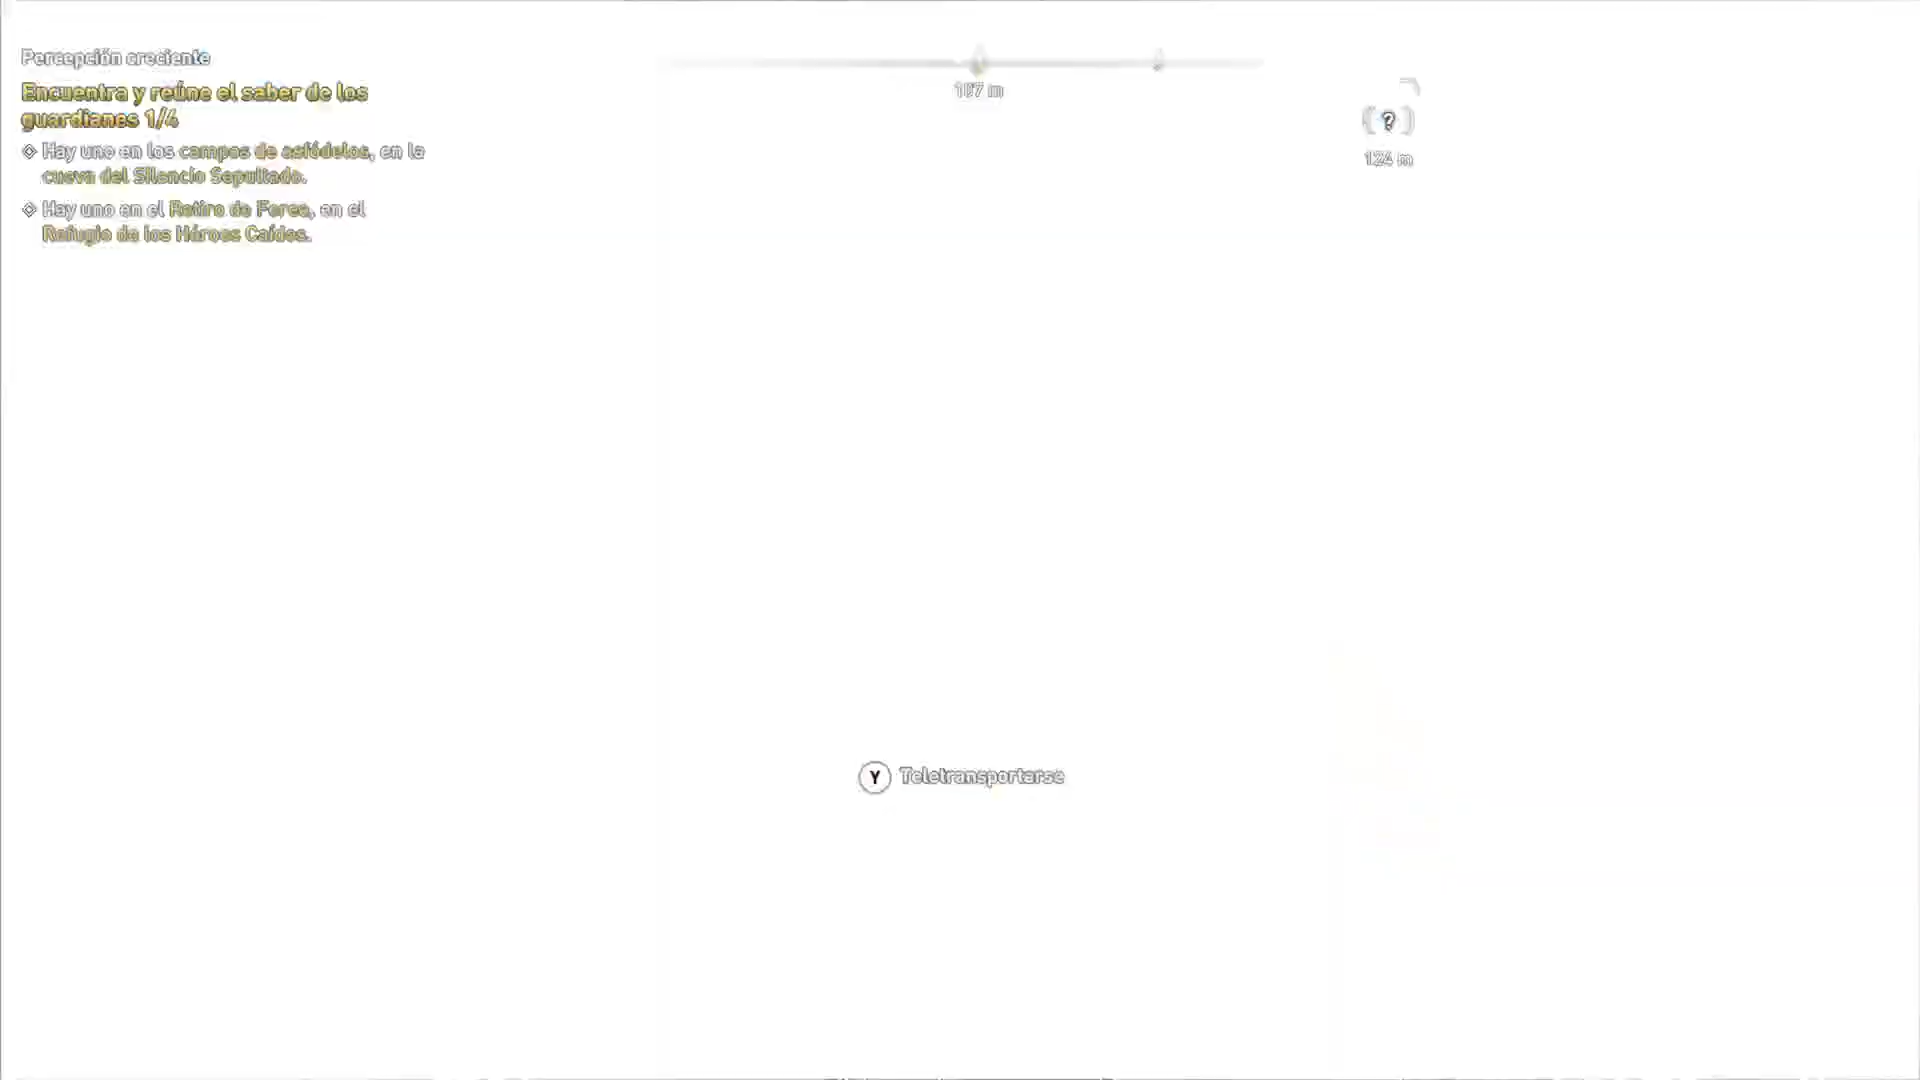 Percepción creciente
Encuentra y reúne el saber de los
guardianes 1/4
Hay uno en los campos de asfódelos, en la
cueva del Silencio Sepultado.
Hay uno en el Retiro de Forea, en el
Refugio de los Héroes Caídos.
?
124 m
Y Teletransportarse